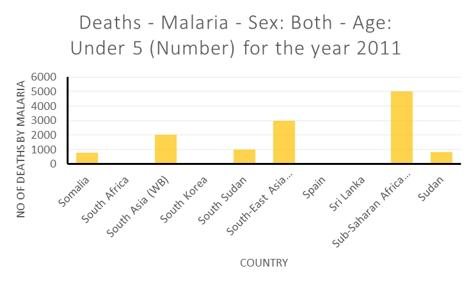 Deaths - Malaria - Sex: Both - Age:
Under 5 (Number) for the year 2011
6000
5000
4000
3000
2000
1000
0
NO OF DEATHS BY MALARIA
Somalia
South Africa
South Asia (WB)
South Korea
South Sudan
South-East Asia…
Spain
Sri Lanka
Sub-Saharan Africa…
Sudan
COUNTRY